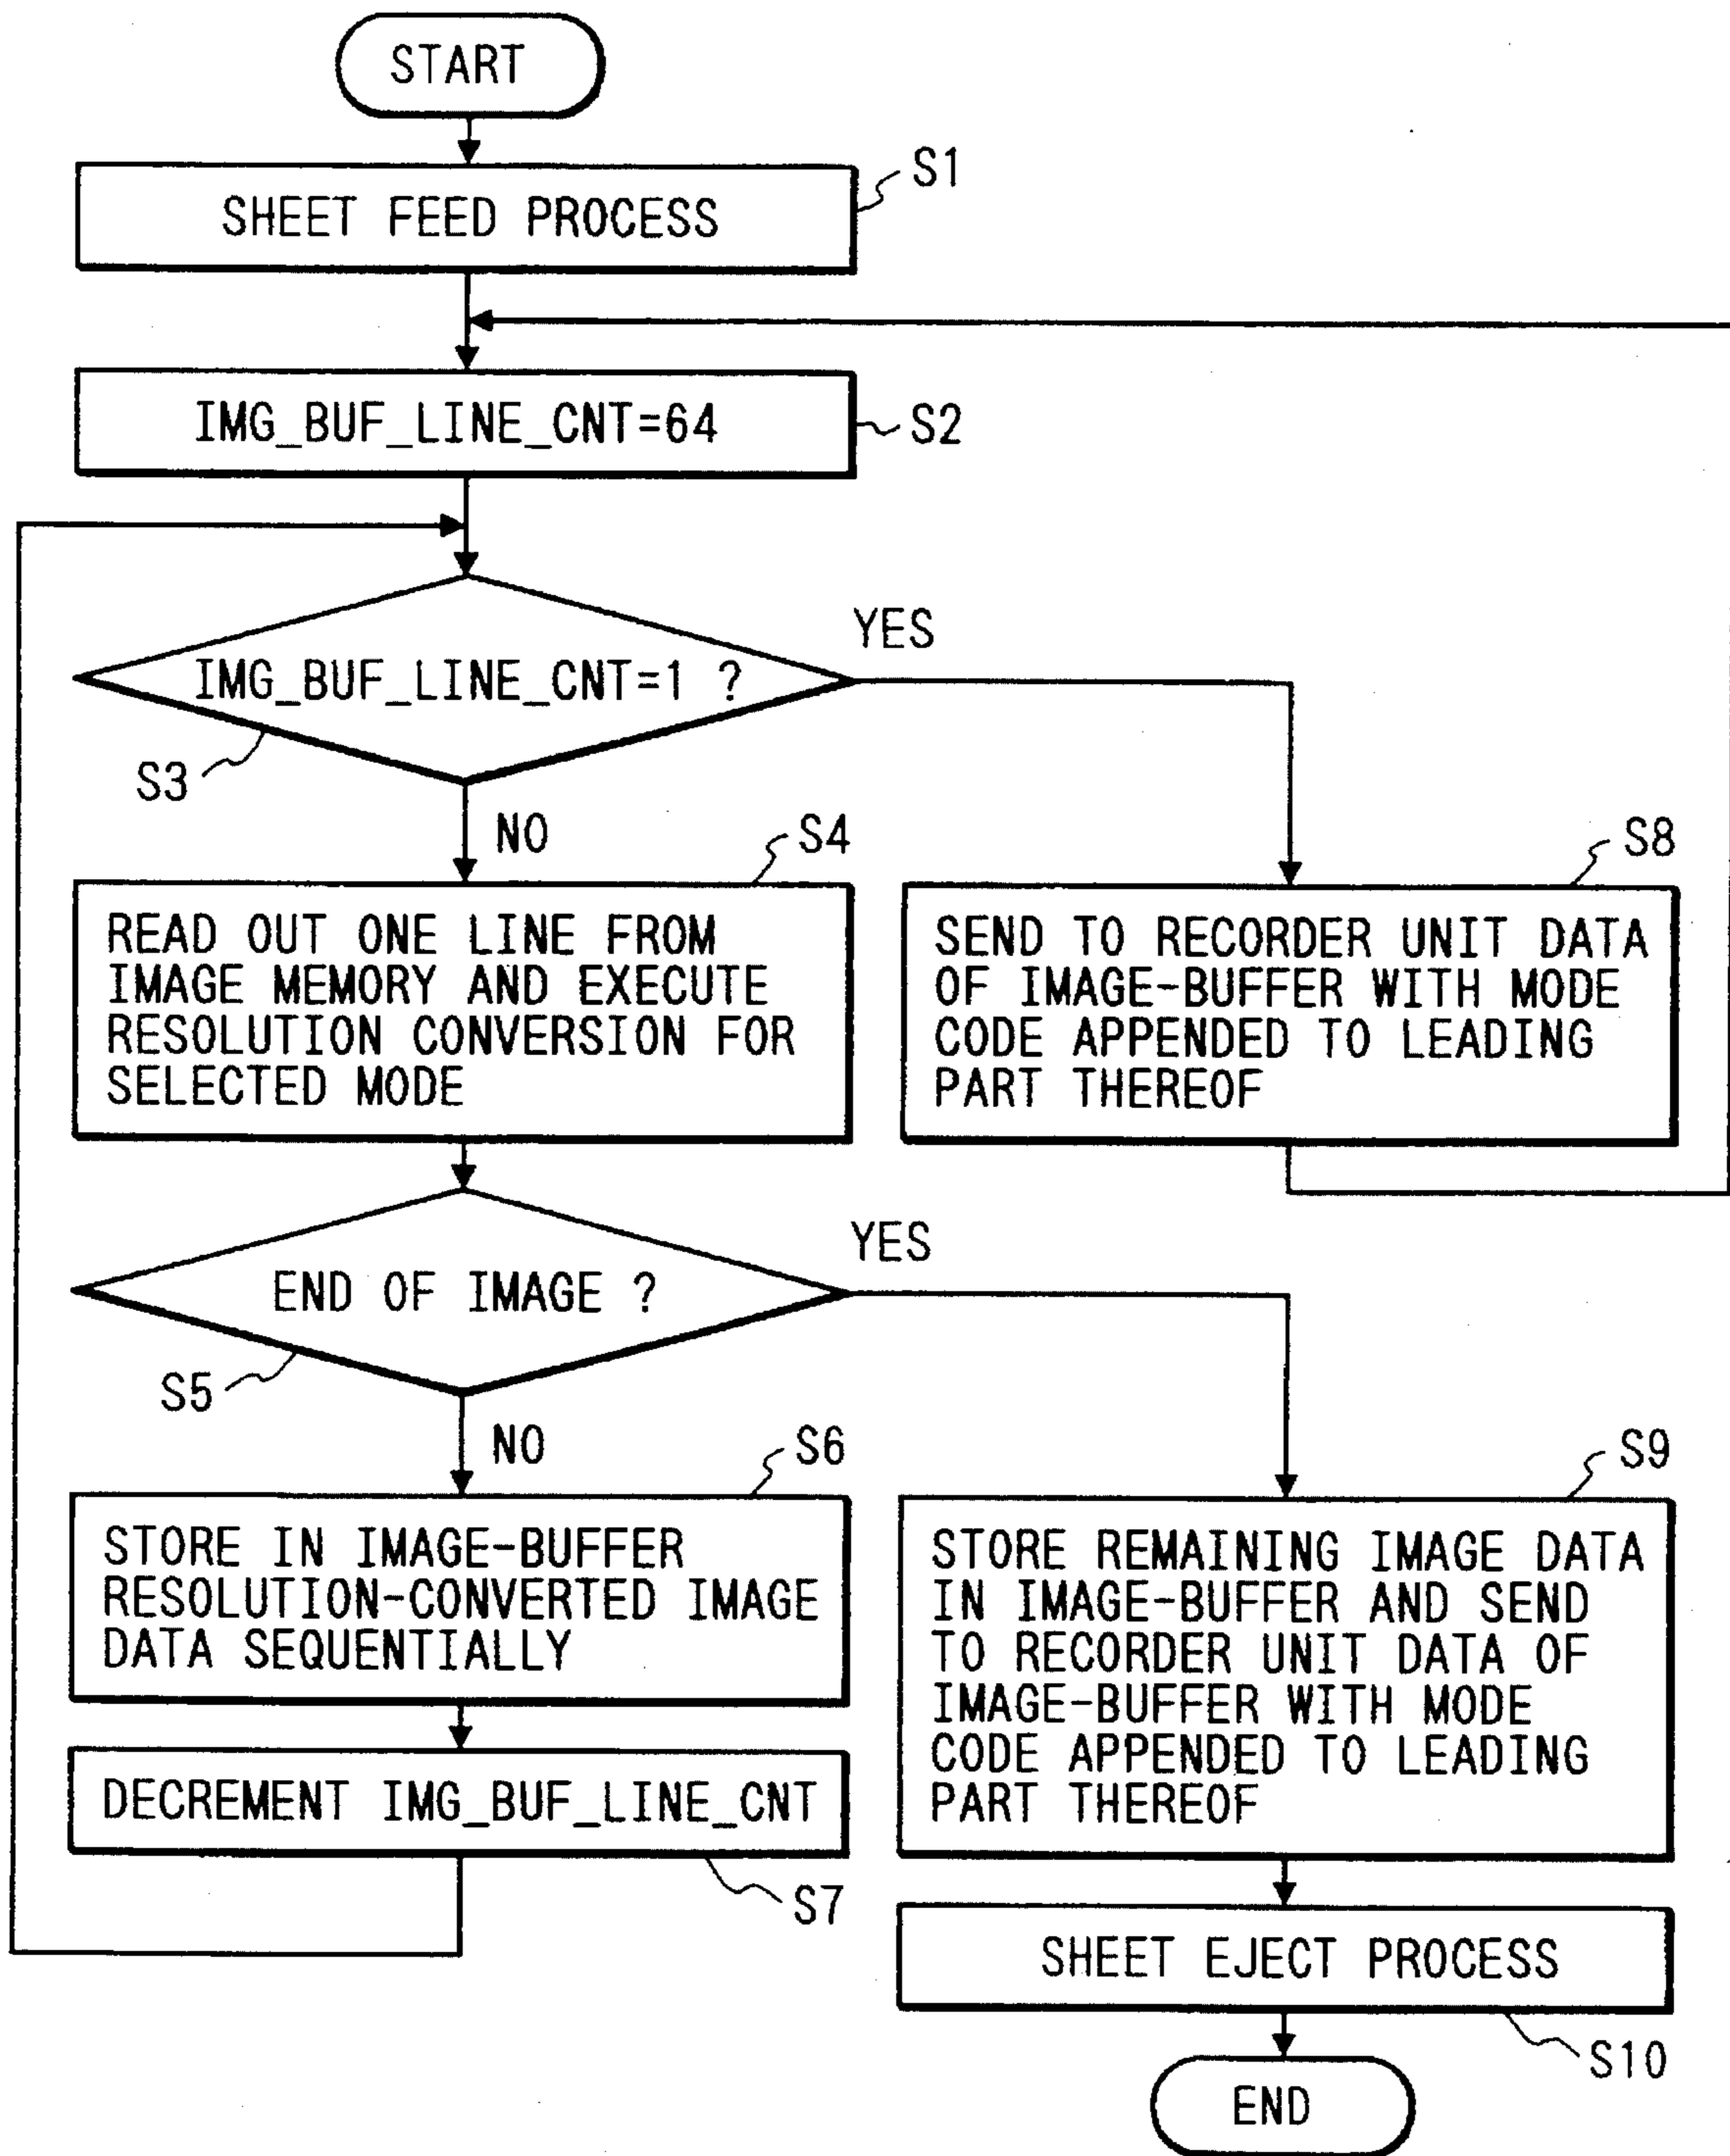 START
S1
SHEET FEED PROCESS
IMG_BUF_LINE_CNT=64
S2
YES
IMG_BUF_LINE_CNT=1 ?
S3
NO
S4
READ OUT ONE LINE FROM
IMAGE MEMORY AND EXECUTE
RESOLUTION CONVERSION FOR
SELECTED MODE
S8
SEND TO RECORDER UNIT DATA
OF IMAGE-BUFFER WITH MODE
CODE APPENDED TO LEADING
PART THEREOF
YES
END OF IMAGE ?
S5
NO
S6
STORE IN IMAGE-BUFFER
RESOLUTION-CONVERTED IMAGE
DATA SEQUENTIALLY
DECREMENT IMG_BUF_LINE_CNT
S7
S9
STORE REMAINING IMAGE DATA
IN IMAGE-BUFFER AND SEND
TO RECORDER UNIT DATA OF
IMAGE-BUFFER WITH MODE
CODE APPENDED TO LEADING
PART THEREOF
SHEET EJECT PROCESS
S10
END